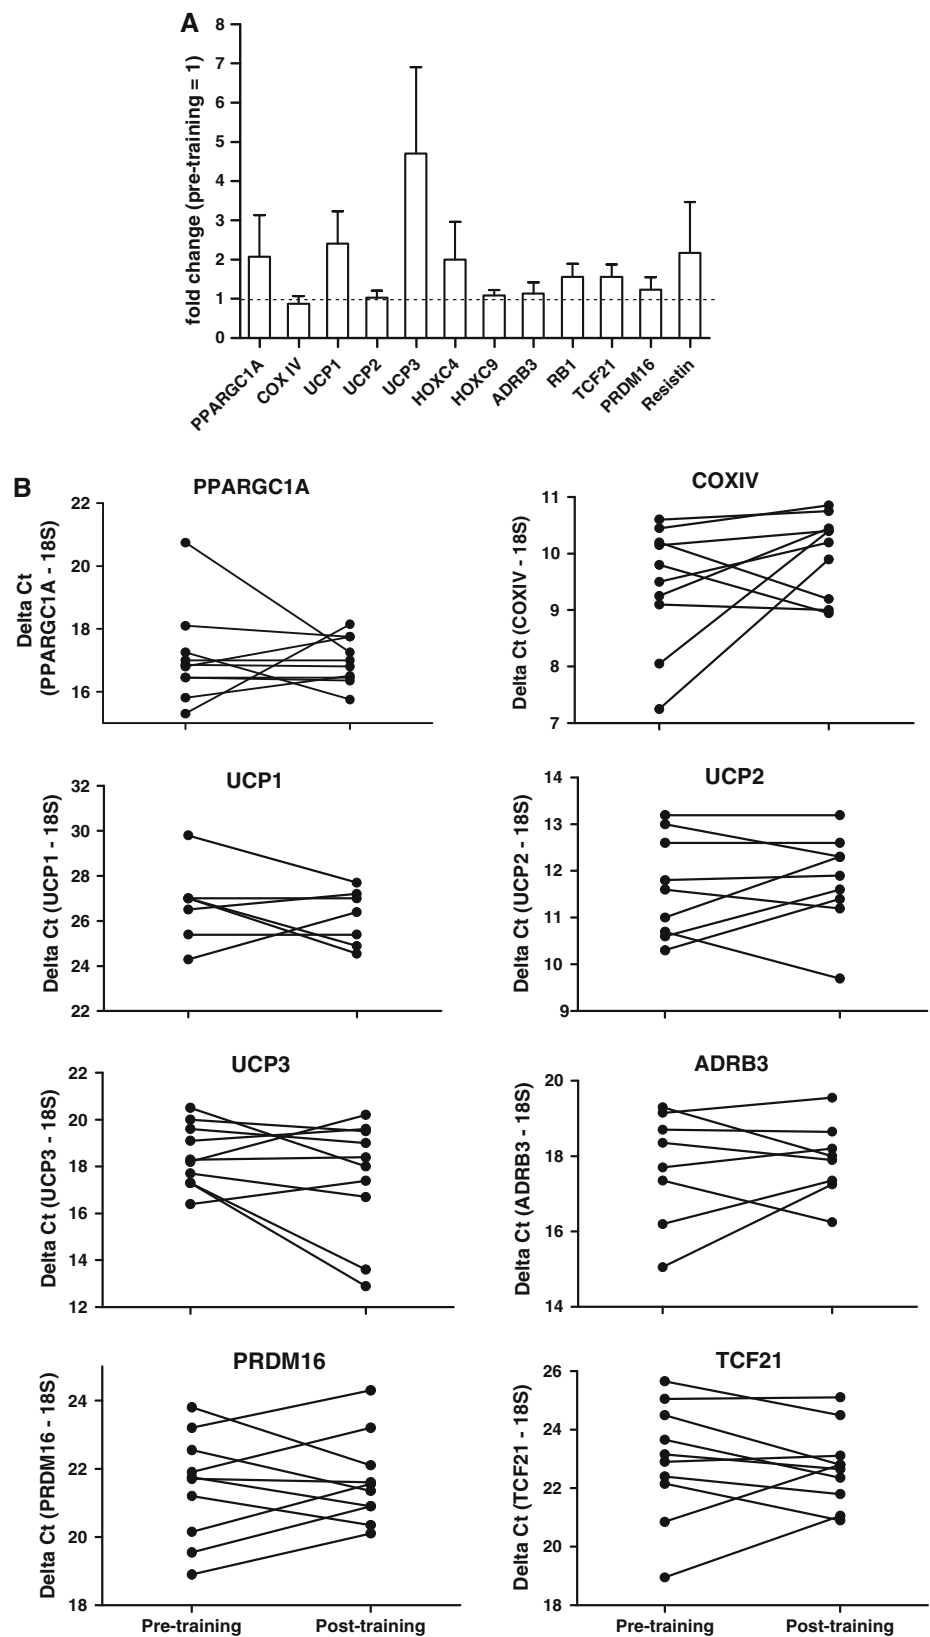 A
fold change (pre-training = 1)
8
7
6
5
4
3
2
1
0
PPARGC1A
COX IV
UCP1
UCP2
UCP3
HOXC4
HOXC9
ADRB3
RB1
TCF21
PRDM16
Resistin
B
PPARGC1A
Delta Ct
(PPARGC1A - 18S)
22
20
18
16
COXIV
Delta Ct (COXIV - 18S)
11
10
9
8
7
UCP1
Delta Ct (UCP1 - 18S)
32
30
28
26
24
22
UCP2
Delta Ct (UCP2 - 18S)
14
13
12
11
10
9
UCP3
Delta Ct (UCP3 - 18S)
22
20
18
16
14
12
ADRB3
Delta Ct (ADRB3 - 18S)
20
18
16
14
PRDM16
Delta Ct (PRDM16 - 18S)
24
22
20
18
Pre-training
Post-training
TCF21
Delta Ct (TCF21 - 18S)
26
24
22
20
18
Pre-training
Post-training